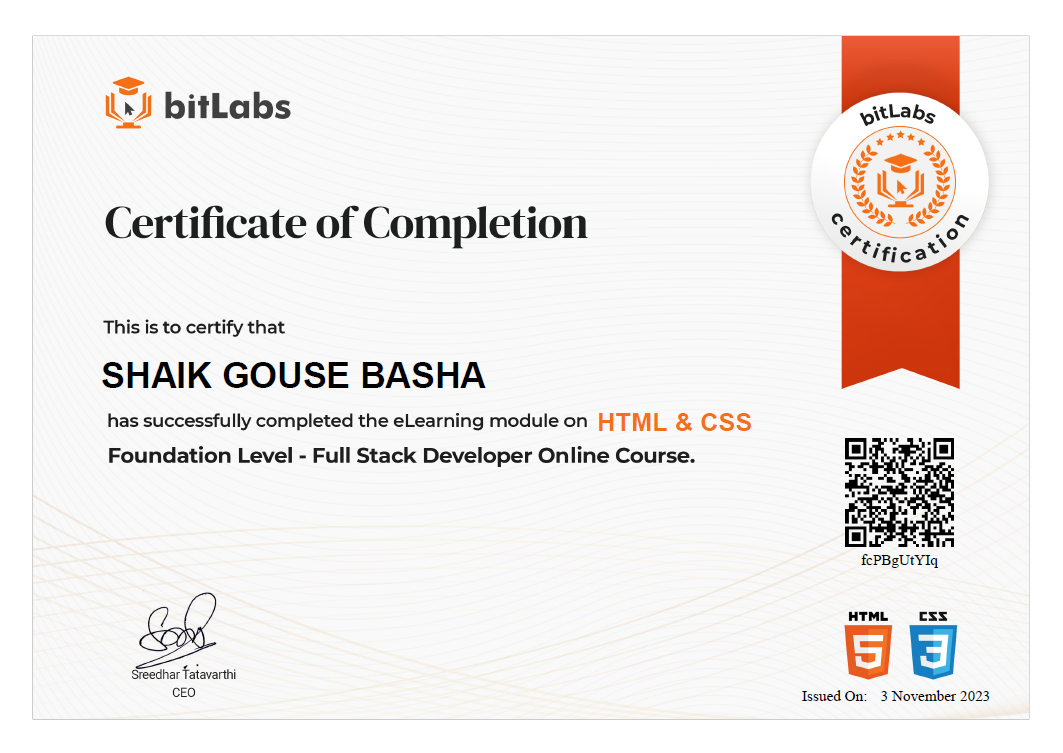 bitLabs
bitLabs
certification
Certificate of Completion
This is to certify that
SHAIK GOUSE BASHA
has successfully completed the eLearning module on HTML & CSS
Foundation Level - Full Stack Developer Online Course.
fcPBgUtYIq
HTML CSS
5 3
Sreedhar Tatavarthi
CEO
Issued On: 3 November 2023